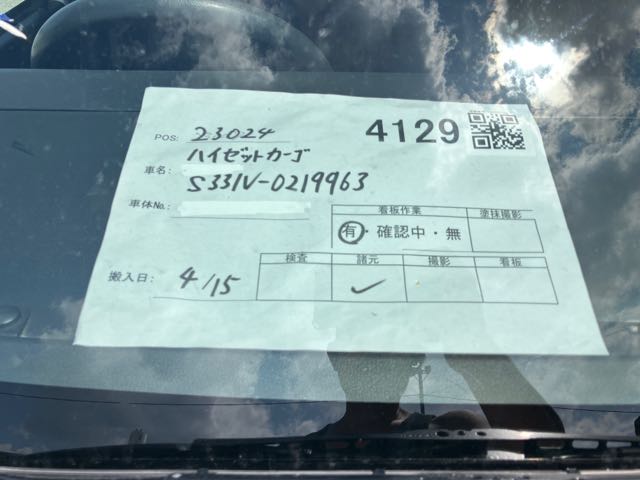 POS: 23024
4129
車名: ハイゼットカーゴ
S331V-0219963
車体No.:
看板作業 塗抹撮影
有・確認中・無
検査 諸元 撮影 看板
搬入日: 4/15 ✓